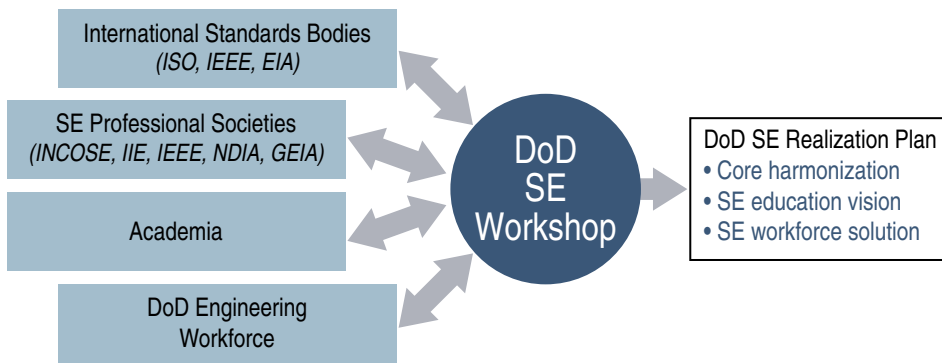 International Standards Bodies
(ISO, IEEE, EIA)
SE Professional Societies
(INCOSE, IIE, IEEE, NDIA, GEIA)
Academia
DoD Engineering
Workforce
DoD
SE
Workshop
DoD SE Realization Plan
• Core harmonization
• SE education vision
• SE workforce solution